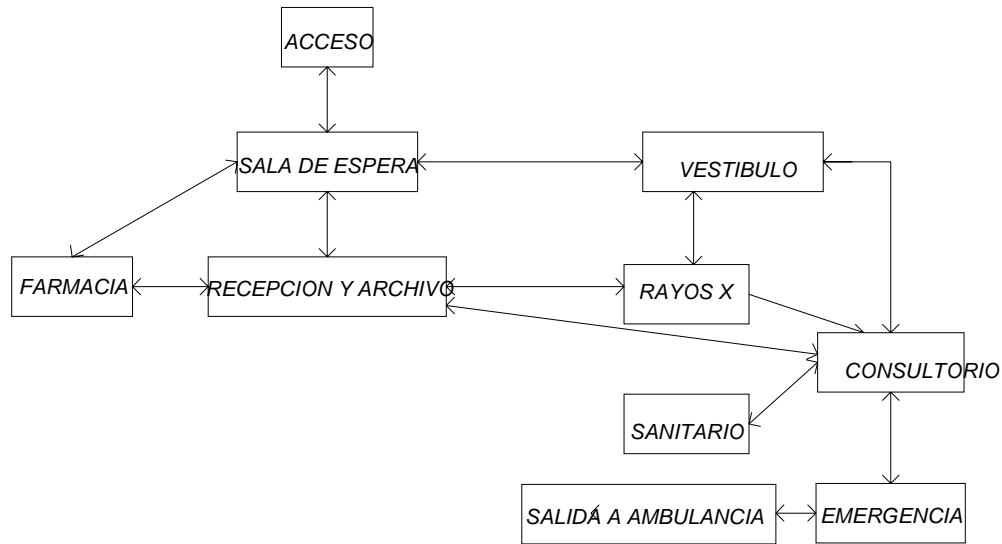 ACCESO
SALA DE ESPERA
VESTIBULO
FARMACIA
RECEPCION Y ARCHIVO
RAYOS X
CONSULTORIO
SANITARIO
SALIDA A AMBULANCIA
EMERGENCIA